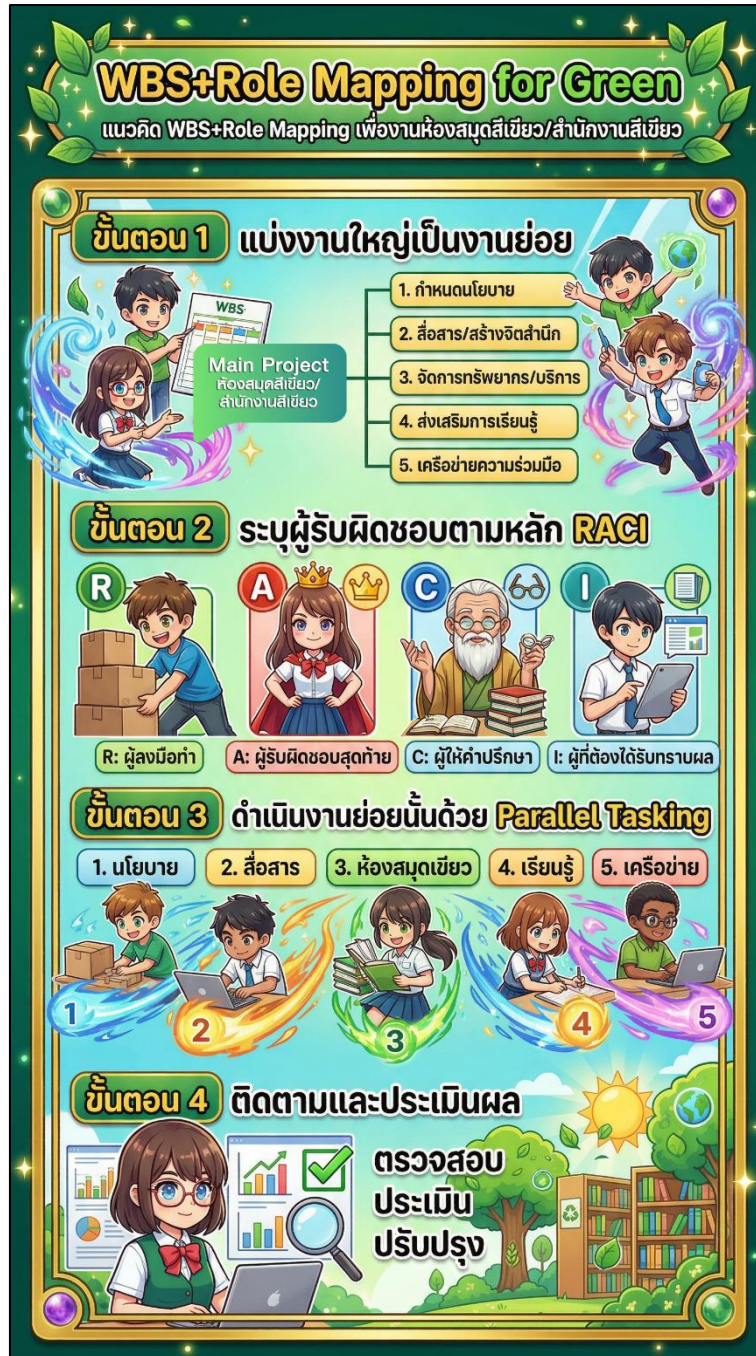 WBS+Role Mapping for Green
แนวคิด WBS+Role Mapping เพื่องานห้องสมุดสีเขียว/สำนักงานสีเขียว
ขั้นตอน 1 แบ่งงานใหญ่เป็นงานย่อย
WBS
Main Project
ห้องสมุดสีเขียว/
สำนักงานสีเขียว
1. กำหนดนโยบาย
2. สื่อสาร/สร้างจิตสำนึก
3. จัดการทรัพยากร/บริการ
4. ส่งเสริมการเรียนรู้
5. เครือข่ายความร่วมมือ
ขั้นตอน 2 ระบุผู้รับผิดชอบตามหลัก RACI
R A C I
R: ผู้ลงมือทำ A: ผู้รับผิดชอบสุดท้าย C: ผู้ให้คำปรึกษา I: ผู้ที่ต้องได้รับทราบผล
ขั้นตอน 3 ดำเนินงานย่อยนั้นด้วย Parallel Tasking
1. นโยบาย 2. สื่อสาร 3. ห้องสมุดเขียว 4. เรียนรู้ 5. เครือข่าย
1 2 3 4 5
ขั้นตอน 4 ติดตามและประเมินผล
ตรวจสอบ
ประเมิน
ปรับปรุง